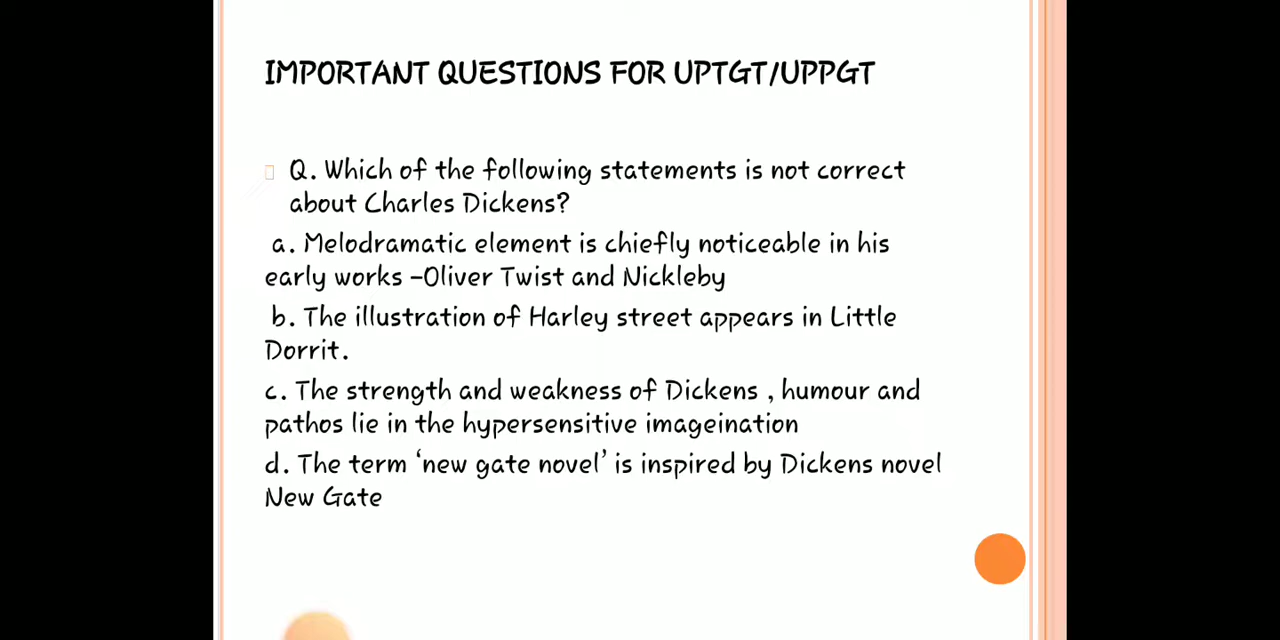 IMPORTANT QUESTIONS FOR UPTGT/UPPGT
Q. Which of the following statements is not correct
about Charles Dickens?
a. Melodramatic element is chiefly noticeable in his
early works –Oliver Twist and Nickleby
b. The illustration of Harley street appears in Little
Dorrit.
c. The strength and weakness of Dickens , humour and
pathos lie in the hypersensitive imageination
d. The term ‘new gate novel’ is inspired by Dickens novel
New Gate